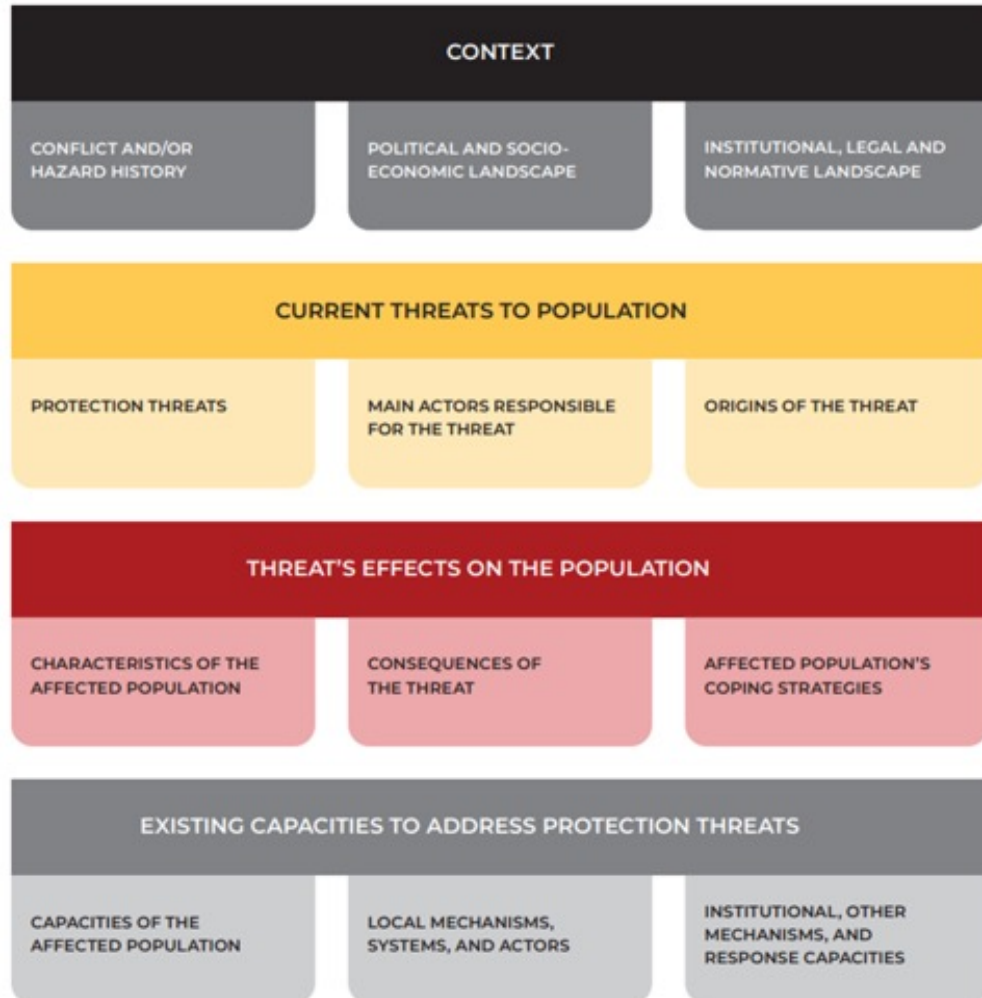 CONTEXT
CONFLICT AND/OR
HAZARD HISTORY
POLITICAL AND SOCIO-
ECONOMIC LANDSCAPE
INSTITUTIONAL, LEGAL AND
NORMATIVE LANDSCAPE
CURRENT THREATS TO POPULATION
PROTECTION THREATS
MAIN ACTORS RESPONSIBLE
FOR THE THREAT
ORIGINS OF THE THREAT
THREAT'S EFFECTS ON THE POPULATION
CHARACTERISTICS OF THE
AFFECTED POPULATION
CONSEQUENCES OF
THE THREAT
AFFECTED POPULATION'S
COPING STRATEGIES
EXISTING CAPACITIES TO ADDRESS PROTECTION THREATS
CAPACITIES OF THE
AFFECTED POPULATION
LOCAL MECHANISMS,
SYSTEMS, AND ACTORS
INSTITUTIONAL, OTHER
MECHANISMS, AND
RESPONSE CAPACITIES